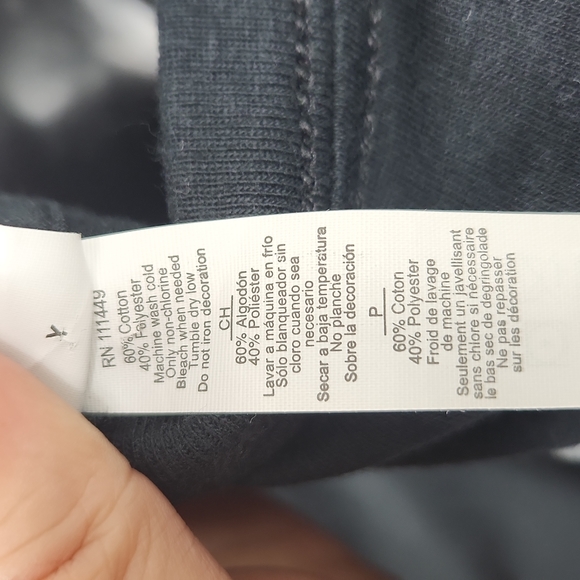 RN 111449
60% Cotton
40% Polyester
Machine wash cold
Only non-chlorine
Bleach when needed
Tumble dry low
Do not iron decoration
CH
60% Algodón
40% Poliéster
Lavar a máquina en frío
Sólo blanqueador sin
cloro cuando sea
necesario
Secar a baja temperatura
No planche
Sobre la decoración
P
60% Coton
40% Polyester
Froid de lavage
de machine
Seulement un javellisant
sans chlore si nécessaire
le bas sec de degringolade
Ne pas repasser
sur les décoration